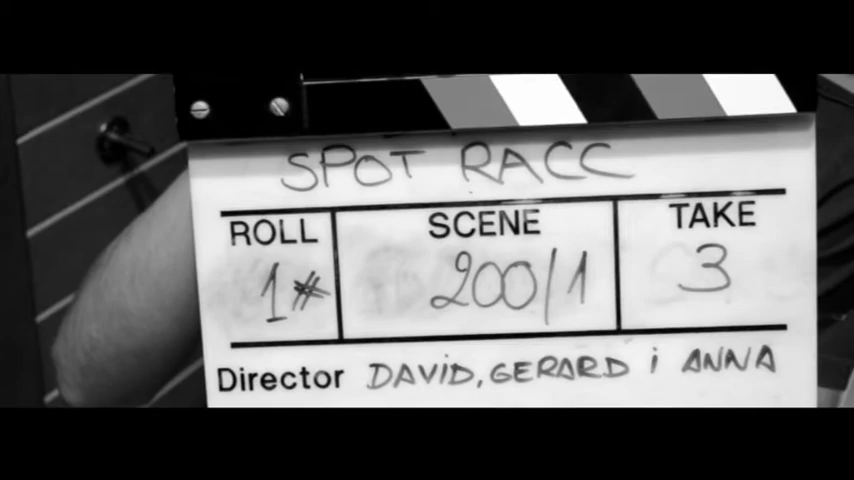 SPOT RACC
ROLL SCENE TAKE
1# 200/1 3
Director DAVID, GERARD i ANNA